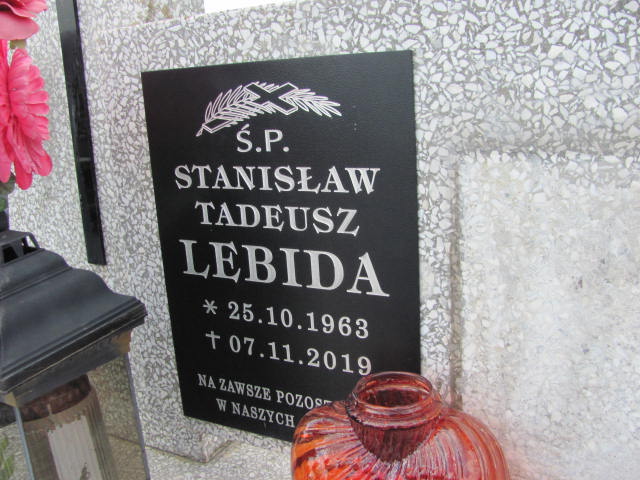 Ś.P.
STANISŁAW
TADEUSZ
LEBIDA
* 25.10.1963
† 07.11.2019
NA ZAWSZE
W NASZYCH